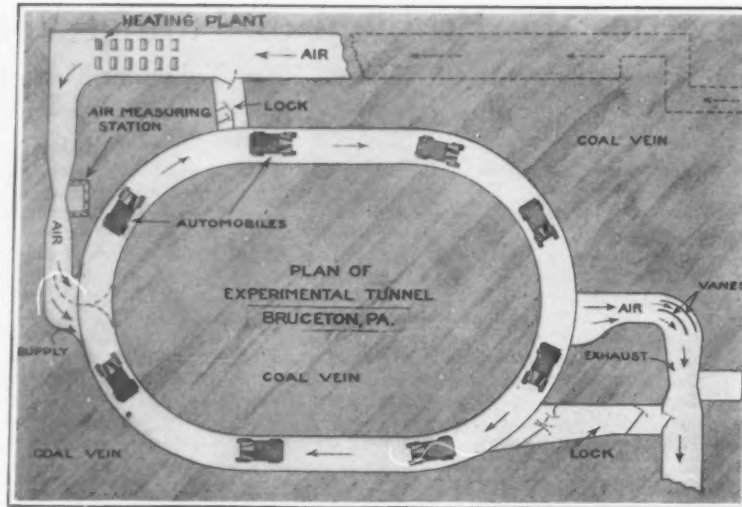 HEATING PLANT
AIR
LOCK
AIR MEASURING
STATION
COAL VEIN
AUTOMOBILES
AIR
PLAN OF
EXPERIMENTAL TUNNEL
BRUCETON, PA.
AIR
VANES
SUPPLY
EXHAUST
COAL VEIN
COAL VEIN
LOCK